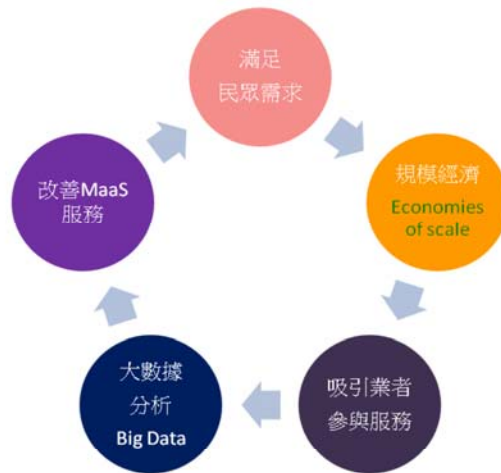 滿足
民眾需求
規模經濟
Economies
of scale
吸引業者
參與服務
大數據
分析
Big Data
改善MaaS
服務